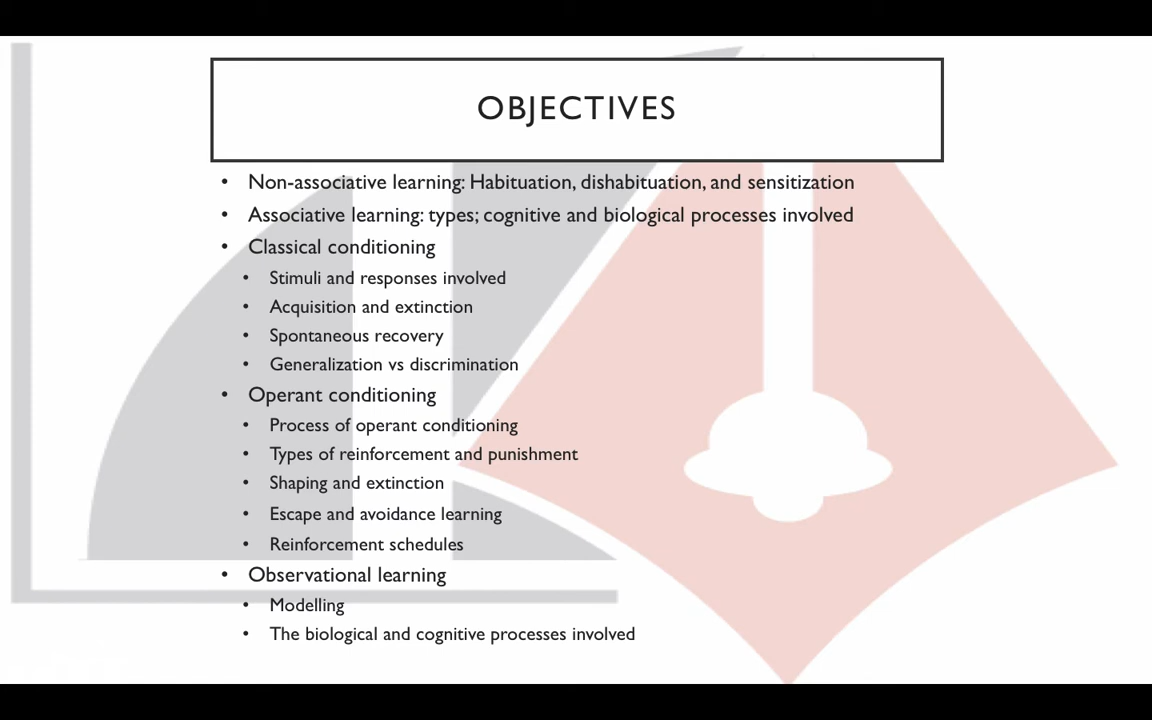 OBJECTIVES
• Non-associative learning: Habituation, dishabituation, and sensitization
• Associative learning: types; cognitive and biological processes involved
• Classical conditioning
• Stimuli and responses involved
• Acquisition and extinction
• Spontaneous recovery
• Generalization vs discrimination
• Operant conditioning
• Process of operant conditioning
• Types of reinforcement and punishment
• Shaping and extinction
• Escape and avoidance learning
• Reinforcement schedules
• Observational learning
• Modelling
• The biological and cognitive processes involved